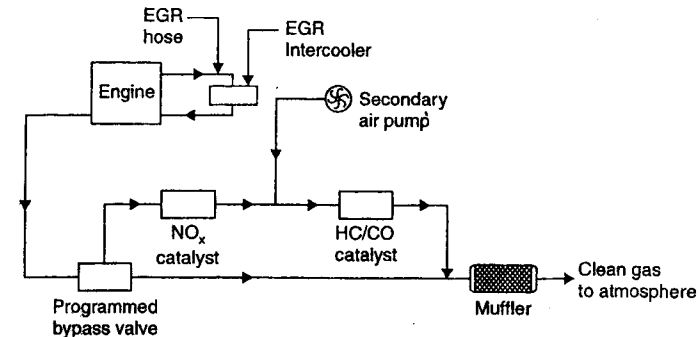 EGR
hose
EGR
Intercooler
Engine
Secondary
air pump
NOx
catalyst
HC/CO
catalyst
Programmed
bypass valve
Muffler
Clean gas
to atmosphere